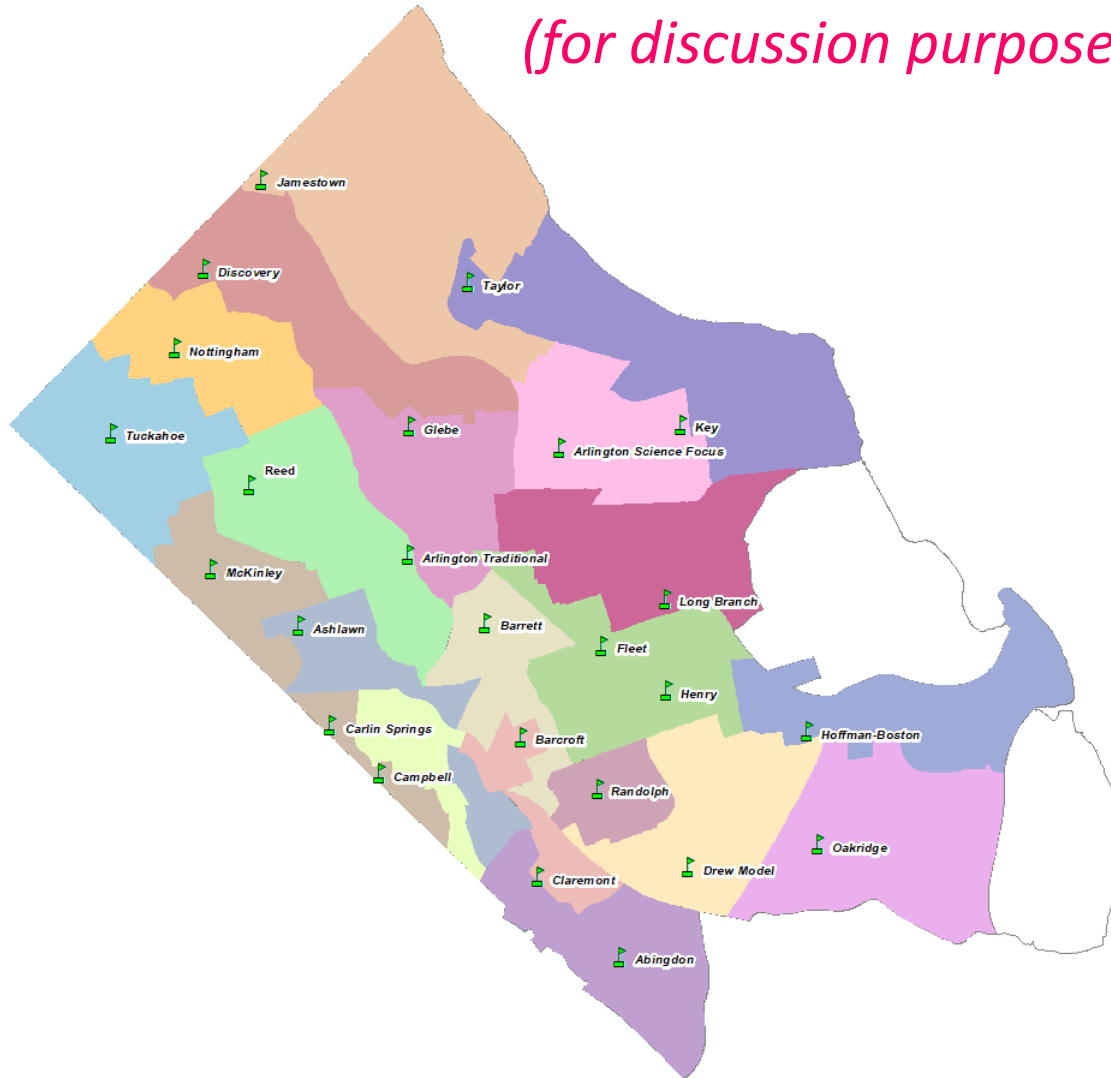 (for discussion purpose
Jamestown
Discovery
Taylor
Nottingham
Tuckahoe
Glebe
Key
Arlington Science Focus
Reed
Arlington Traditional
McKinley
Long Branch
Ashlawn
Barrett
Fleet
Henry
Carlin Springs
Barcroft
Hoffman-Boston
Campbell
Randolph
Oakridge
Drew Model
Claremont
Abingdon